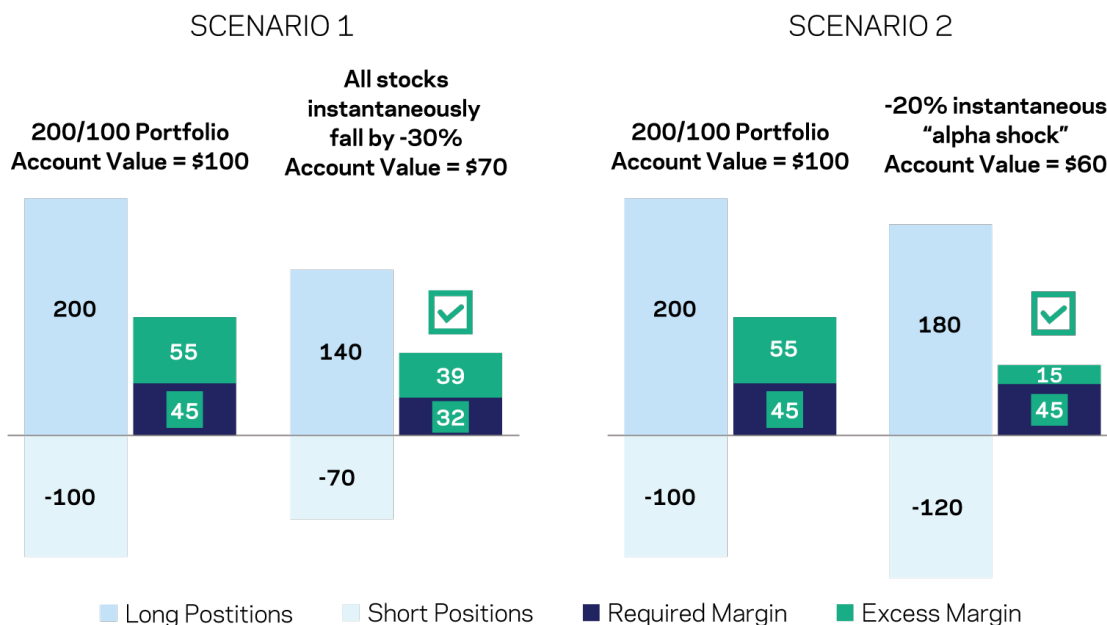 SCENARIO 1
200/100 Portfolio
Account Value = $100
All stocks
instantaneously
fall by -30%
Account Value = $70
200
55
45
-100
140
39
32
-70
SCENARIO 2
200/100 Portfolio
Account Value = $100
-20% instantaneous
“alpha shock”
Account Value = $60
200
55
45
-100
180
15
45
-120
Long Postitions
Short Positions
Required Margin
Excess Margin